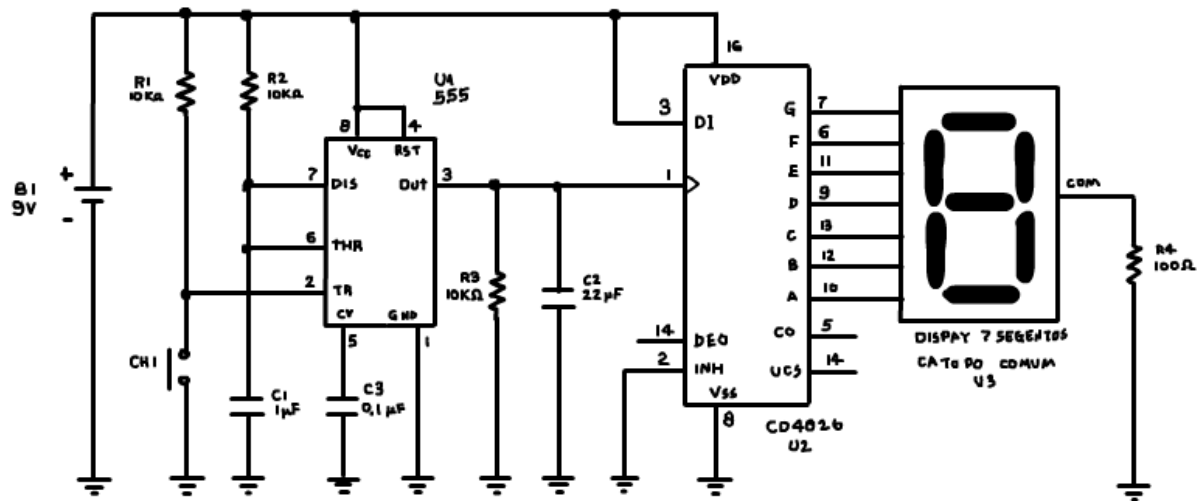 B1
9V
+
-
R1
10KΩ
R2
10KΩ
CH1
C1
1µF
U1
555
8
4
VCC
RST
7
DIS
OUT
3
6
THR
2
TR
CV
GND
5
1
C3
0,1µF
R3
10KΩ
C2
22µF
16
VDD
3
DI
1
14
DEO
2
INH
VSS
8
G
7
F
6
E
11
D
9
C
13
B
12
A
10
CO
5
UCS
14
CD4026
U2
COM
DISPAY 7 SEGENTOS
CATODO COMUM
U3
R4
100Ω